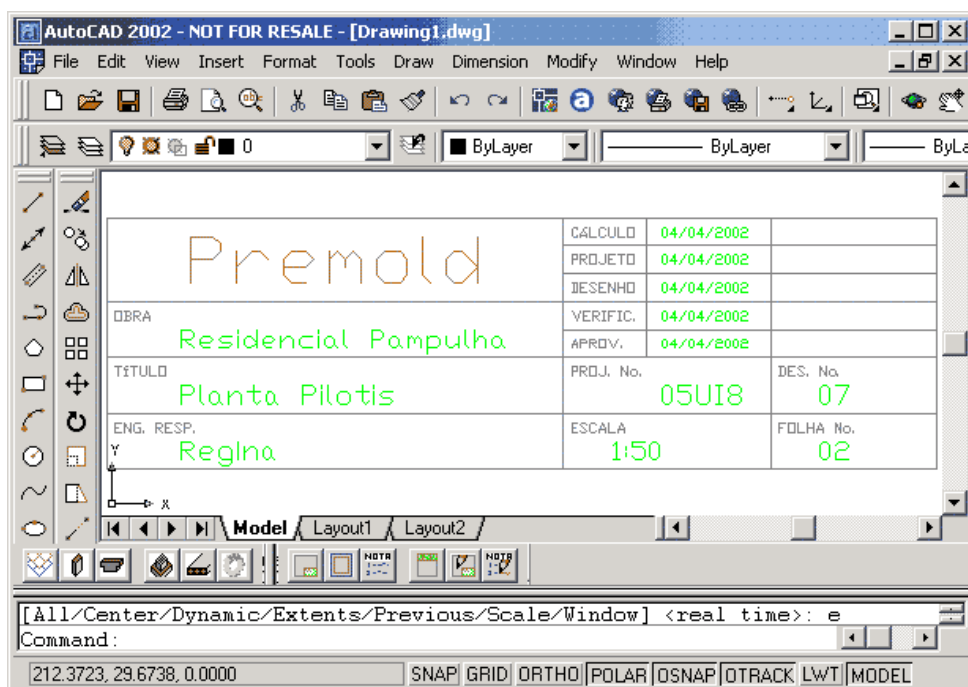 AutoCAD 2002 - NOT FOR RESALE - [Drawing1.dwg]
File Edit View Insert Format Tools Draw Dimension Modify Window Help
0 ByLayer ByLayer ByLa
Premold
CÁLCULO 04/04/2002
PROJETO 04/04/2002
DESENHO 04/04/2002
OBRA
Residencial Pampulha
VERIFIC. 04/04/2002
APROV. 04/04/2002
TíTULO
Planta Pilotis
PROJ. No.
05UI8
DES. No.
07
ENG. RESP.
RegIna
ESCALA
1:50
FOLHA No.
02
Y
X
Model Layout1 Layout2
NOTA NOTA
[All/Center/Dynamic/Extents/Previous/Scale/Window] <real time>: e
Command:
212.3723, 29.6738, 0.0000 SNAP GRID ORTHO POLAR OSNAP OTRACK LWT MODEL